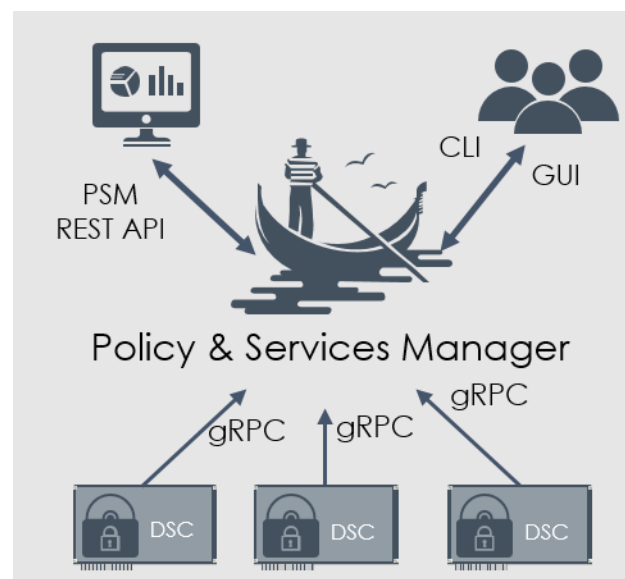 CLI
GUI
PSM
REST API
Policy & Services Manager
gRPC
gRPC
gRPC
DSC
DSC
DSC